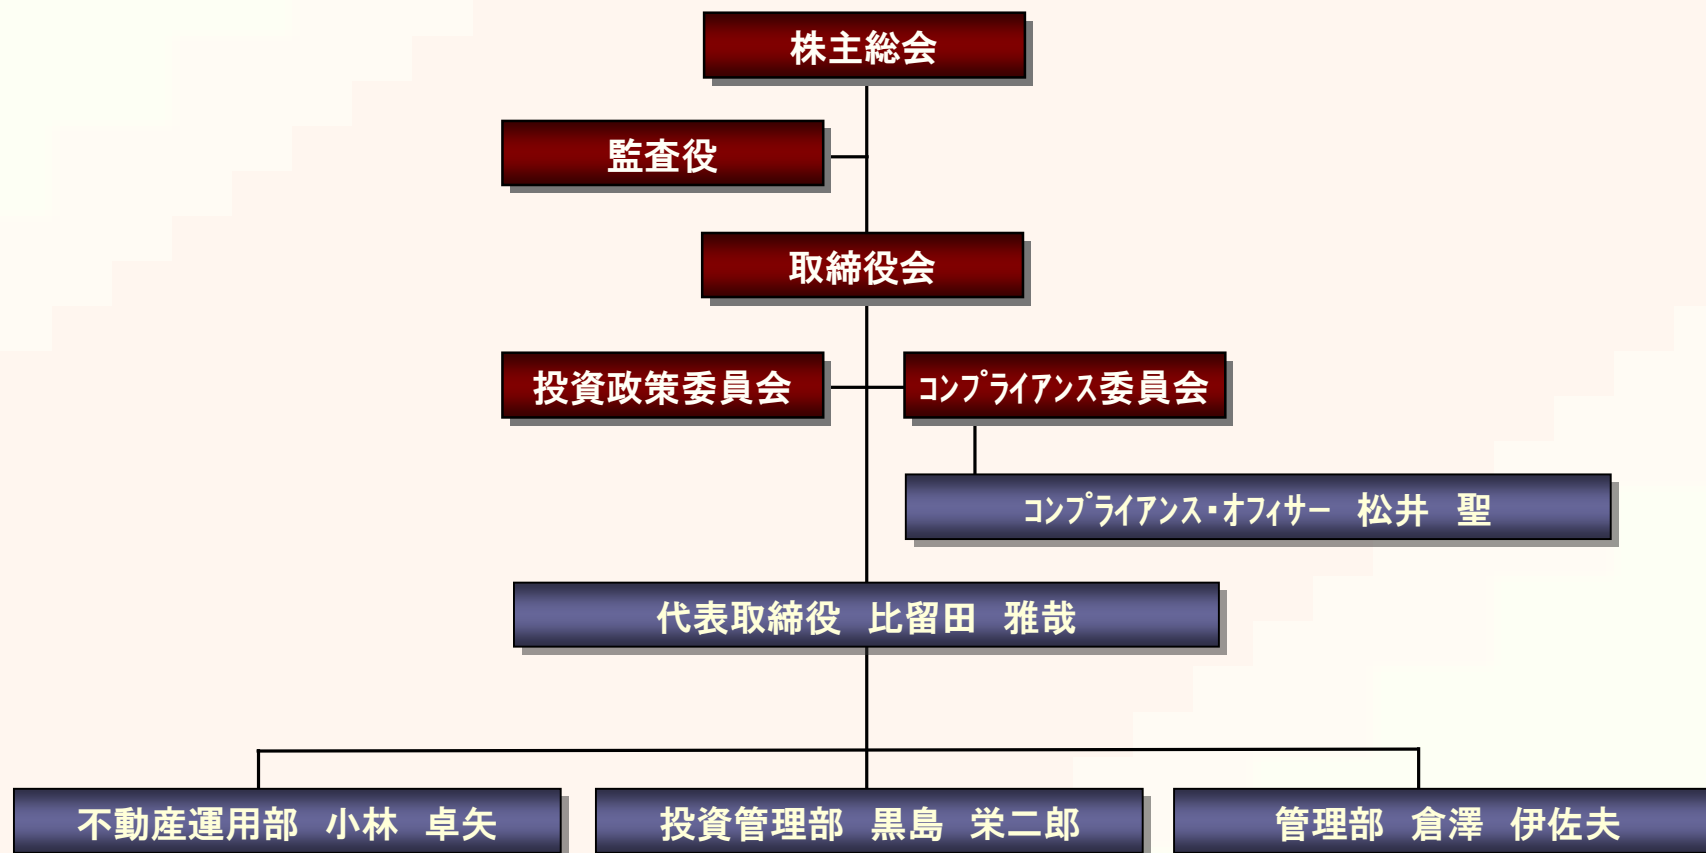 株主総会
監査役
取締役会
投資政策委員会
ｺﾝﾌﾟﾗｲｱﾝｽ委員会
ｺﾝﾌﾟﾗｲｱﾝｽ・ｵﾌｨｻｰ　松井　聖
代表取締役　比留田　雅哉
不動産運用部　小林　卓矢
投資管理部　黒島　栄二郎
管理部　倉澤　伊佐夫